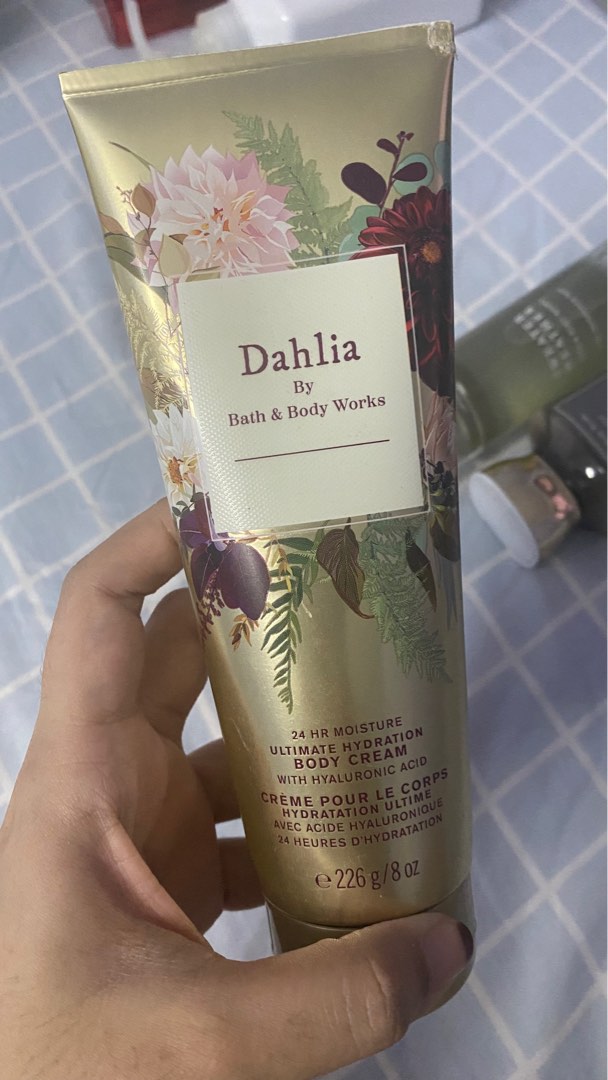 Dahlia
By
Bath & Body Works
24 HR MOISTURE
ULTIMATE HYDRATION
BODY CREAM
WITH HYALURONIC ACID
CRÈME POUR LE CORPS
HYDRATATION ULTIME
AVEC ACIDE HYALURONIQUE
24 HEURES D'HYDRATATION
℮ 226 g / 8 oz